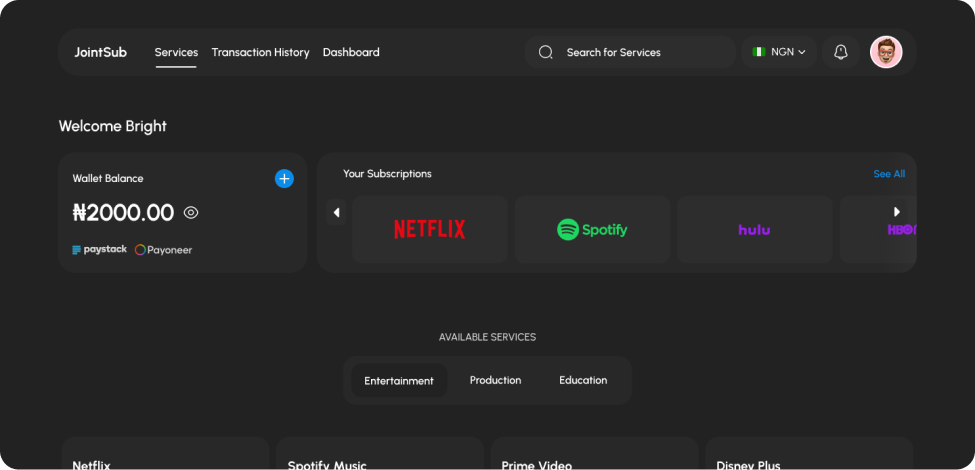 JointSub Services Transaction History Dashboard Search for Services NGN
Welcome Bright
Wallet Balance
₦2000.00
paystack Payoneer
Your Subscriptions See All
NETFLIX Spotify hulu HBO
AVAILABLE SERVICES
Entertainment Production Education
Netflix Spotify Music Prime Video Disney Plus